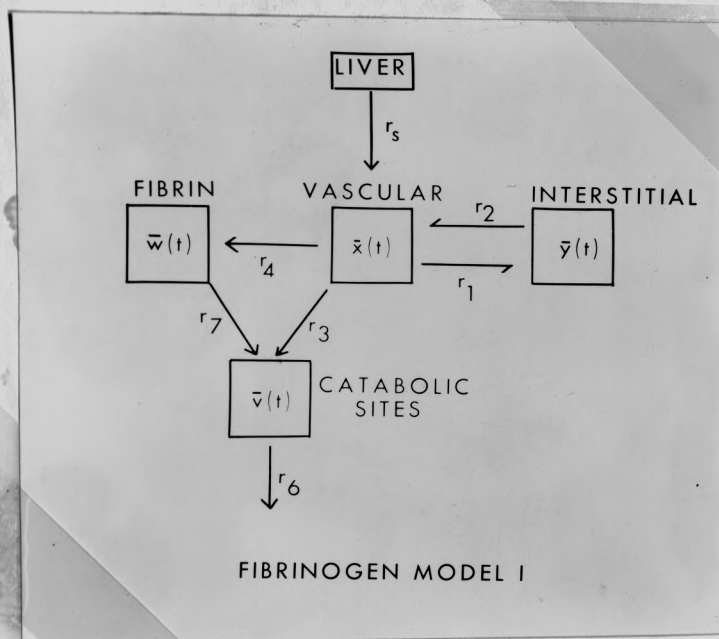 LIVER
r_s
FIBRIN VASCULAR INTERSTITIAL
r_2
w̄(t) x̄(t) ȳ(t)
r_4 r_1
r_7 r_3
v̄(t) CATABOLIC
SITES
r_6
FIBRINOGEN MODEL I